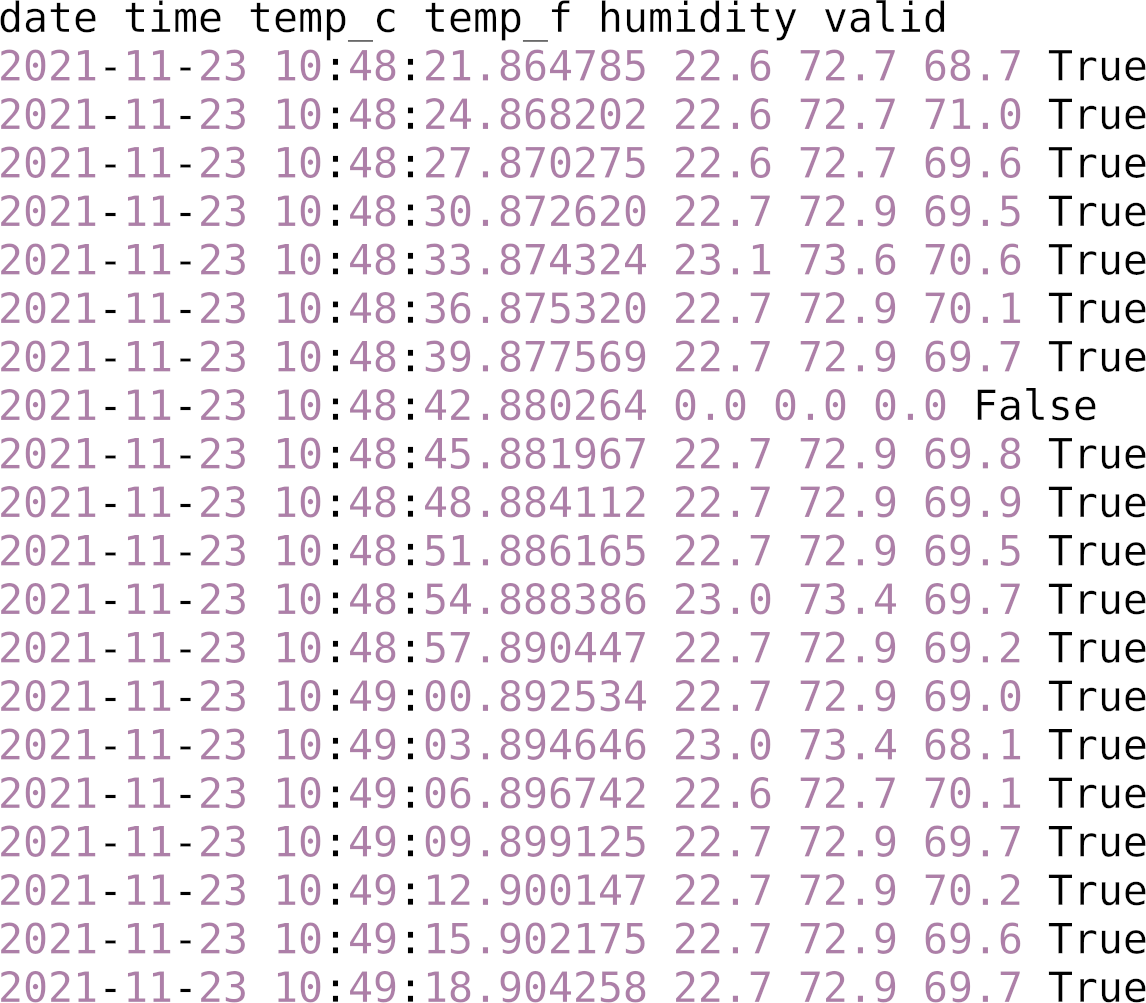 date time temp_c temp_f humidity valid
2021-11-23 10:48:21.864785 22.6 72.7 68.7 True
2021-11-23 10:48:24.868202 22.6 72.7 71.0 True
2021-11-23 10:48:27.870275 22.6 72.7 69.6 True
2021-11-23 10:48:30.872620 22.7 72.9 69.5 True
2021-11-23 10:48:33.874324 23.1 73.6 70.6 True
2021-11-23 10:48:36.875320 22.7 72.9 70.1 True
2021-11-23 10:48:39.877569 22.7 72.9 69.7 True
2021-11-23 10:48:42.880264 0.0 0.0 0.0 False
2021-11-23 10:48:45.881967 22.7 72.9 69.8 True
2021-11-23 10:48:48.884112 22.7 72.9 69.9 True
2021-11-23 10:48:51.886165 22.7 72.9 69.5 True
2021-11-23 10:48:54.888386 23.0 73.4 69.7 True
2021-11-23 10:48:57.890447 22.7 72.9 69.2 True
2021-11-23 10:49:00.892534 22.7 72.9 69.0 True
2021-11-23 10:49:03.894646 23.0 73.4 68.1 True
2021-11-23 10:49:06.896742 22.6 72.7 70.1 True
2021-11-23 10:49:09.899125 22.7 72.9 69.7 True
2021-11-23 10:49:12.900147 22.7 72.9 70.2 True
2021-11-23 10:49:15.902175 22.7 72.9 69.6 True
2021-11-23 10:49:18.904258 22.7 72.9 69.7 True